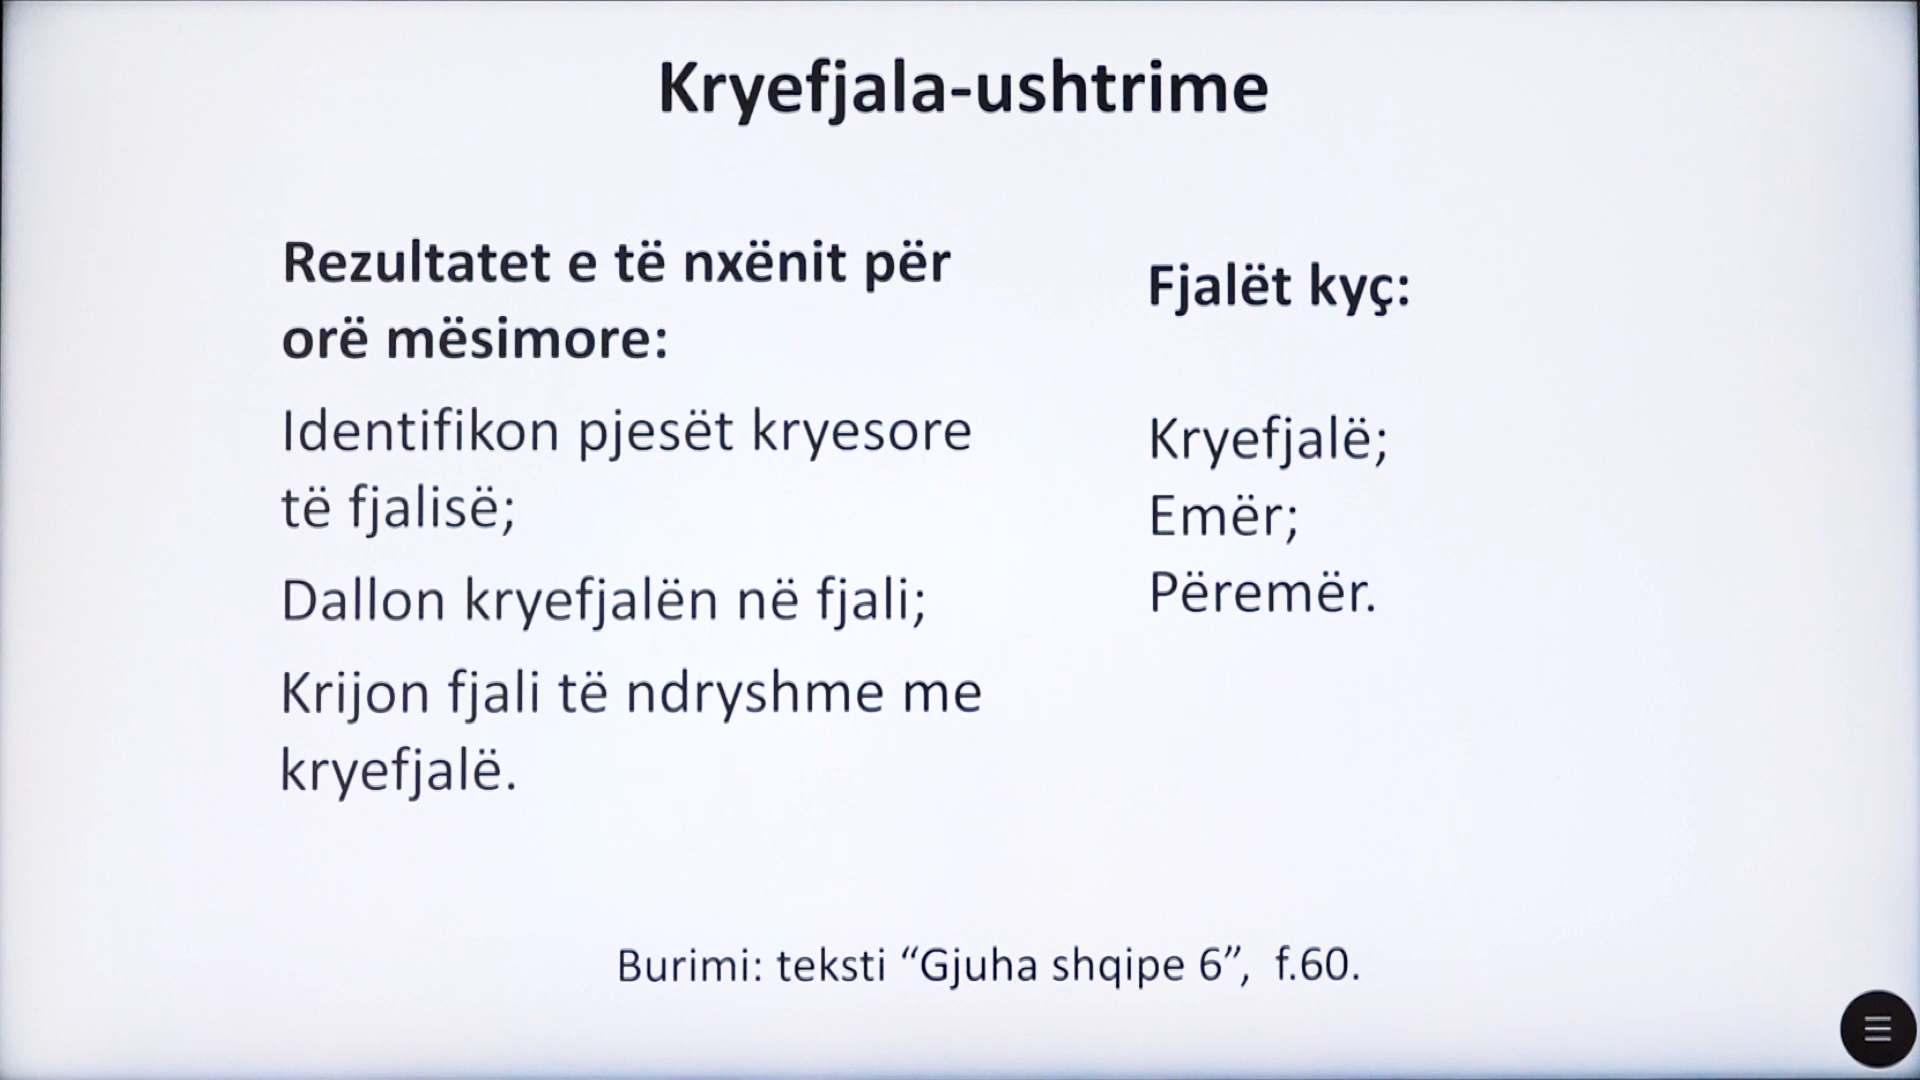 Kryefjala-ushtrime
Rezultatet e të nxënit për
orë mësimore:
Identifikon pjesët kryesore
të fjalisë;
Dallon kryefjalën në fjali;
Krijon fjali të ndryshme me
kryefjalë.
Fjalët kyç:
Kryefjalë;
Emër;
Përemër.
Burimi: teksti “Gjuha shqipe 6”, f.60.